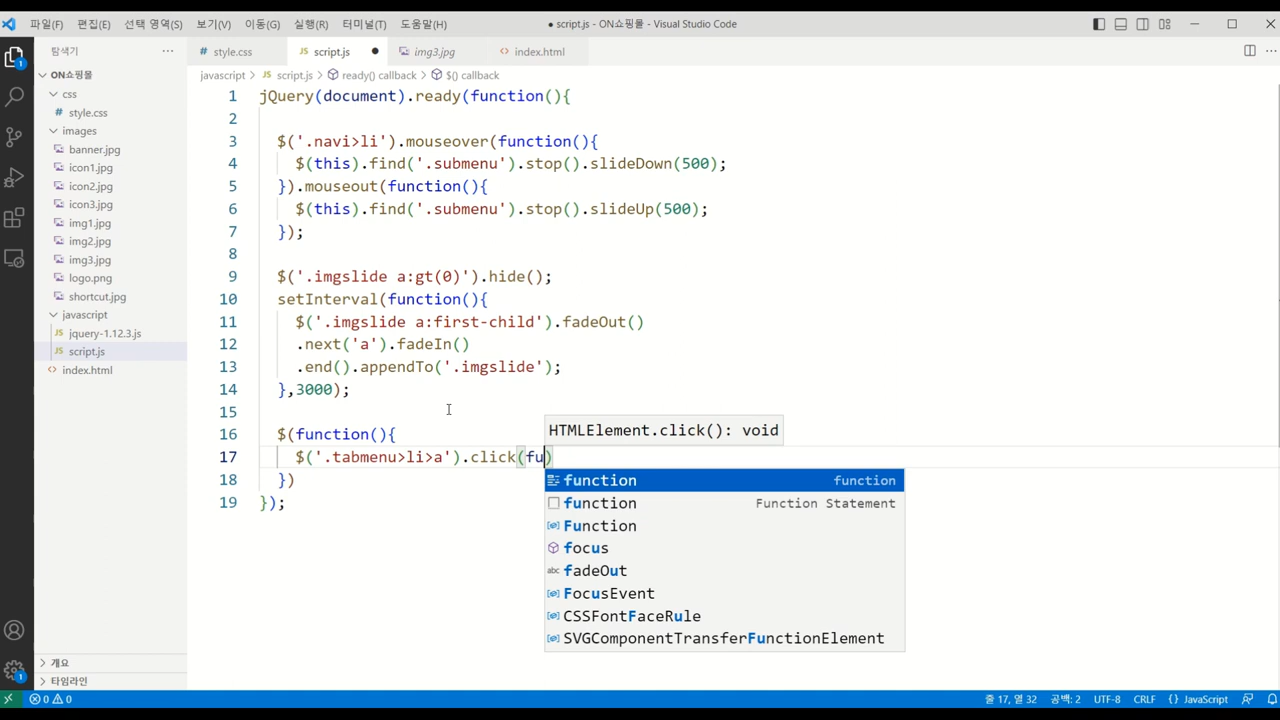 파일(F) 편집(E) 선택 영역(S) 보기(V) 이동(G) 실행(R) 터미널(T) 도움말(H) ● script.js - ON쇼핑몰 - Visual Studio Code
탐색기 ··· # style.css JS script.js ● img3.jpg <> index.html
ON쇼핑몰
css
# style.css
images
banner.jpg
icon1.jpg
icon2.jpg
icon3.jpg
img1.jpg
img2.jpg
img3.jpg
logo.png
shortcut.jpg
javascript
JS jquery-1.12.3.js
JS script.js
<> index.html
개요
타임라인
javascript > JS script.js > ready() callback > $() callback
1 jQuery(document).ready(function(){
2
3 $('.navi>li').mouseover(function(){
4 $(this).find('.submenu').stop().slideDown(500);
5 }).mouseout(function(){
6 $(this).find('.submenu').stop().slideUp(500);
7 });
8
9 $('.imgslide a:gt(0)').hide();
10 setInterval(function(){
11 $('.imgslide a:first-child').fadeOut()
12 .next('a').fadeIn()
13 .end().appendTo('.imgslide');
14 },3000);
15
16 $(function(){
HTMLElement.click(): void
17 $('.tabmenu>li>a').click(fu)
18 })
19 });
function function
function Function Statement
Function
focus
abc fadeOut
FocusEvent
CSSFontFaceRule
SVGComponentTransferFunctionElement
1
1
0 0 줄 17, 열 32 공백: 2 UTF-8 CRLF {} JavaScript